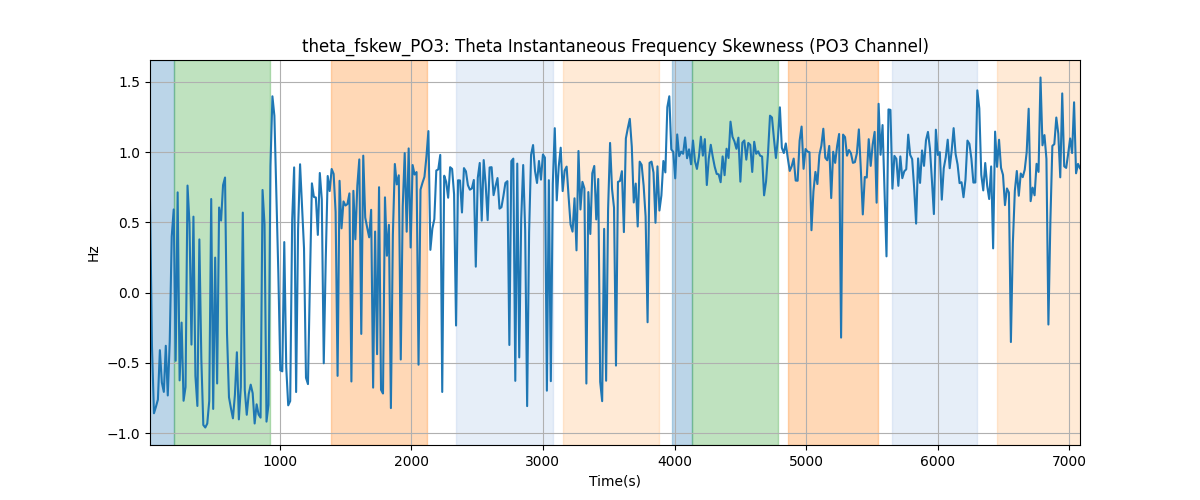 theta_fskew_PO3: Theta Instantaneous Frequency Skewness (PO3 Channel)
1.5
1.0
0.5
0.0
−0.5
−1.0
Hz
1000 2000 3000 4000 5000 6000 7000
Time(s)